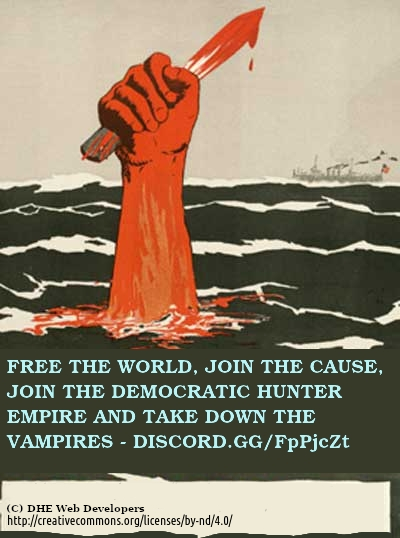 FREE THE WORLD, JOIN THE CAUSE,
JOIN THE DEMOCRATIC HUNTER
EMPIRE AND TAKE DOWN THE
VAMPIRES - DISCORD.GG/FpPjcZt
(C) DHE Web Developers
http://creativecommons.org/licenses/by-nd/4.0/